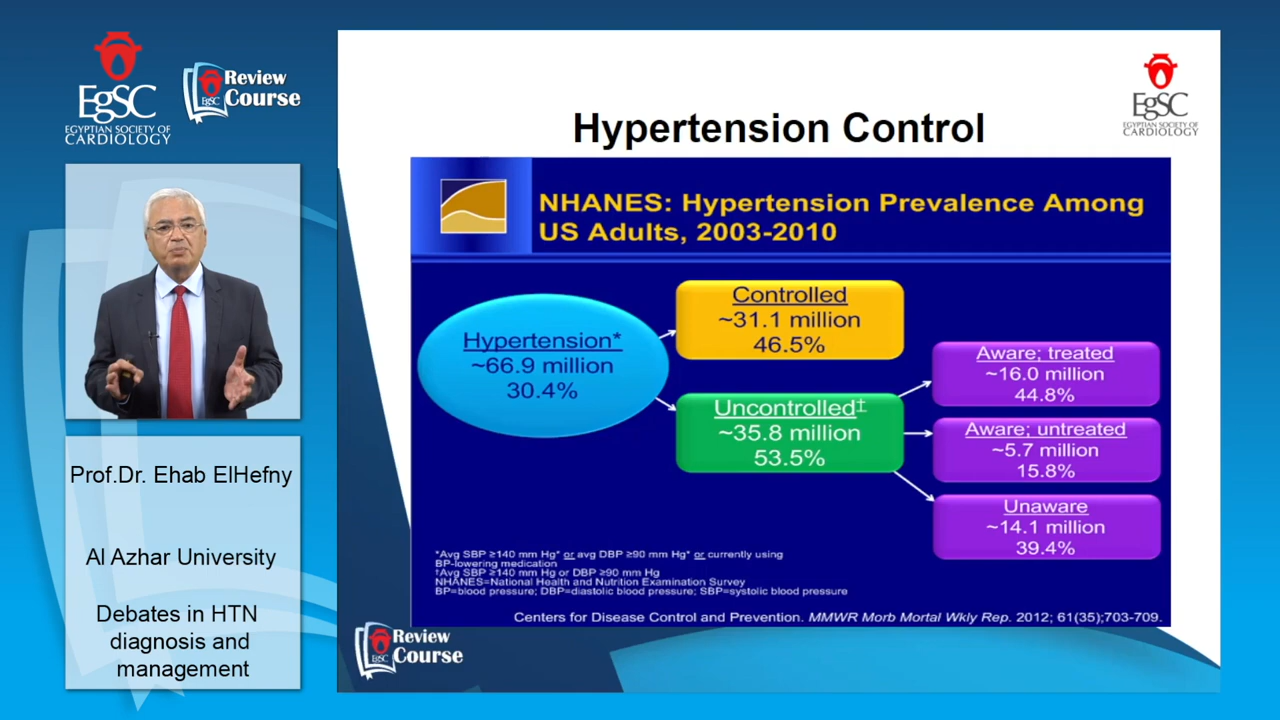 EgSC
EGYPTIAN SOCIETY OF
CARDIOLOGY
EgSC
Review
Course
Prof.Dr. Ehab ElHefny
Al Azhar University
Debates in HTN
diagnosis and
management
EgSC
EGYPTIAN SOCIETY OF
CARDIOLOGY
Hypertension Control
NHANES: Hypertension Prevalence Among
US Adults, 2003-2010
Hypertension*
~66.9 million
30.4%
Controlled
~31.1 million
46.5%
Uncontrolled‡
~35.8 million
53.5%
Aware; treated
~16.0 million
44.8%
Aware; untreated
~5.7 million
15.8%
Unaware
~14.1 million
39.4%
*Avg SBP ≥140 mm Hg* or avg DBP ≥90 mm Hg* or currently using
BP-lowering medication
†Avg SBP ≥140 mm Hg or DBP ≥90 mm Hg
NHANES=National Health and Nutrition Examination Survey
BP=blood pressure; DBP=diastolic blood pressure; SBP=systolic blood pressure
Centers for Disease Control and Prevention. MMWR Morb Mortal Wkly Rep. 2012; 61(35);703-709.
EgSC
Review
Course